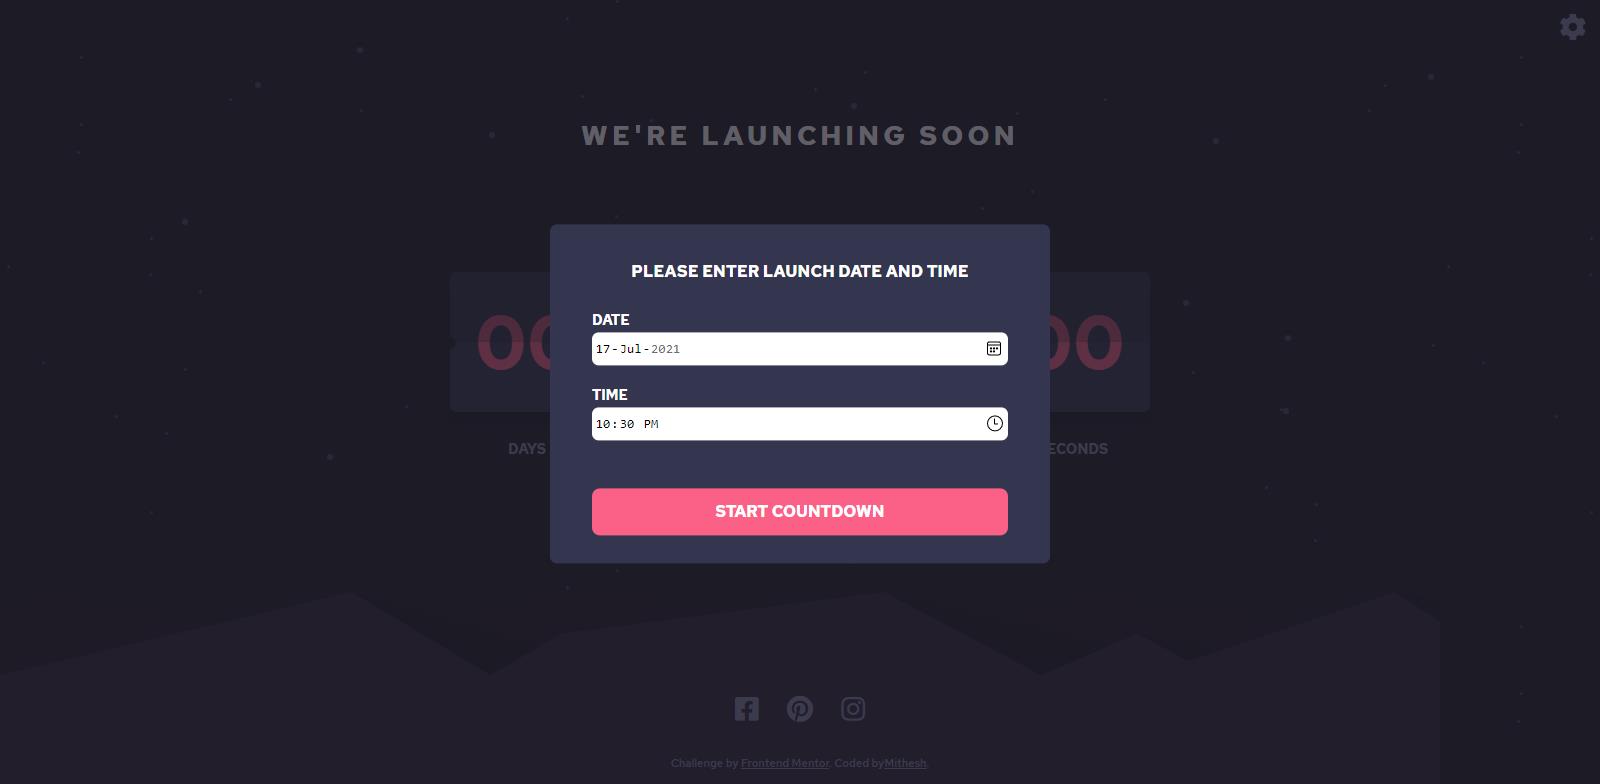 WE'RE LAUNCHING SOON
PLEASE ENTER LAUNCH DATE AND TIME
DATE
17-Jul-2021
TIME
10:30 PM
00 00
DAYS ECONDS
START COUNTDOWN
Challenge by Frontend Mentor. Coded byMithesh.